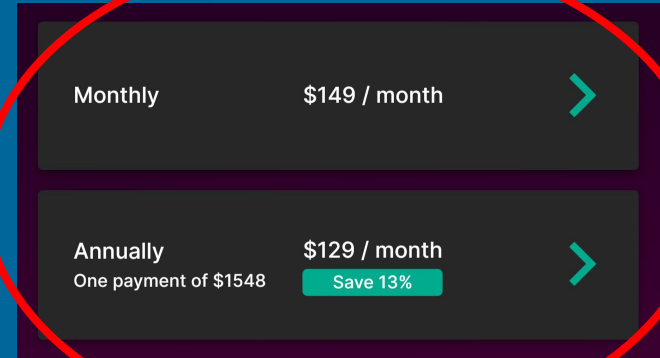 Monthly $149 / month
Annually $129 / month
One payment of $1548 Save 13%